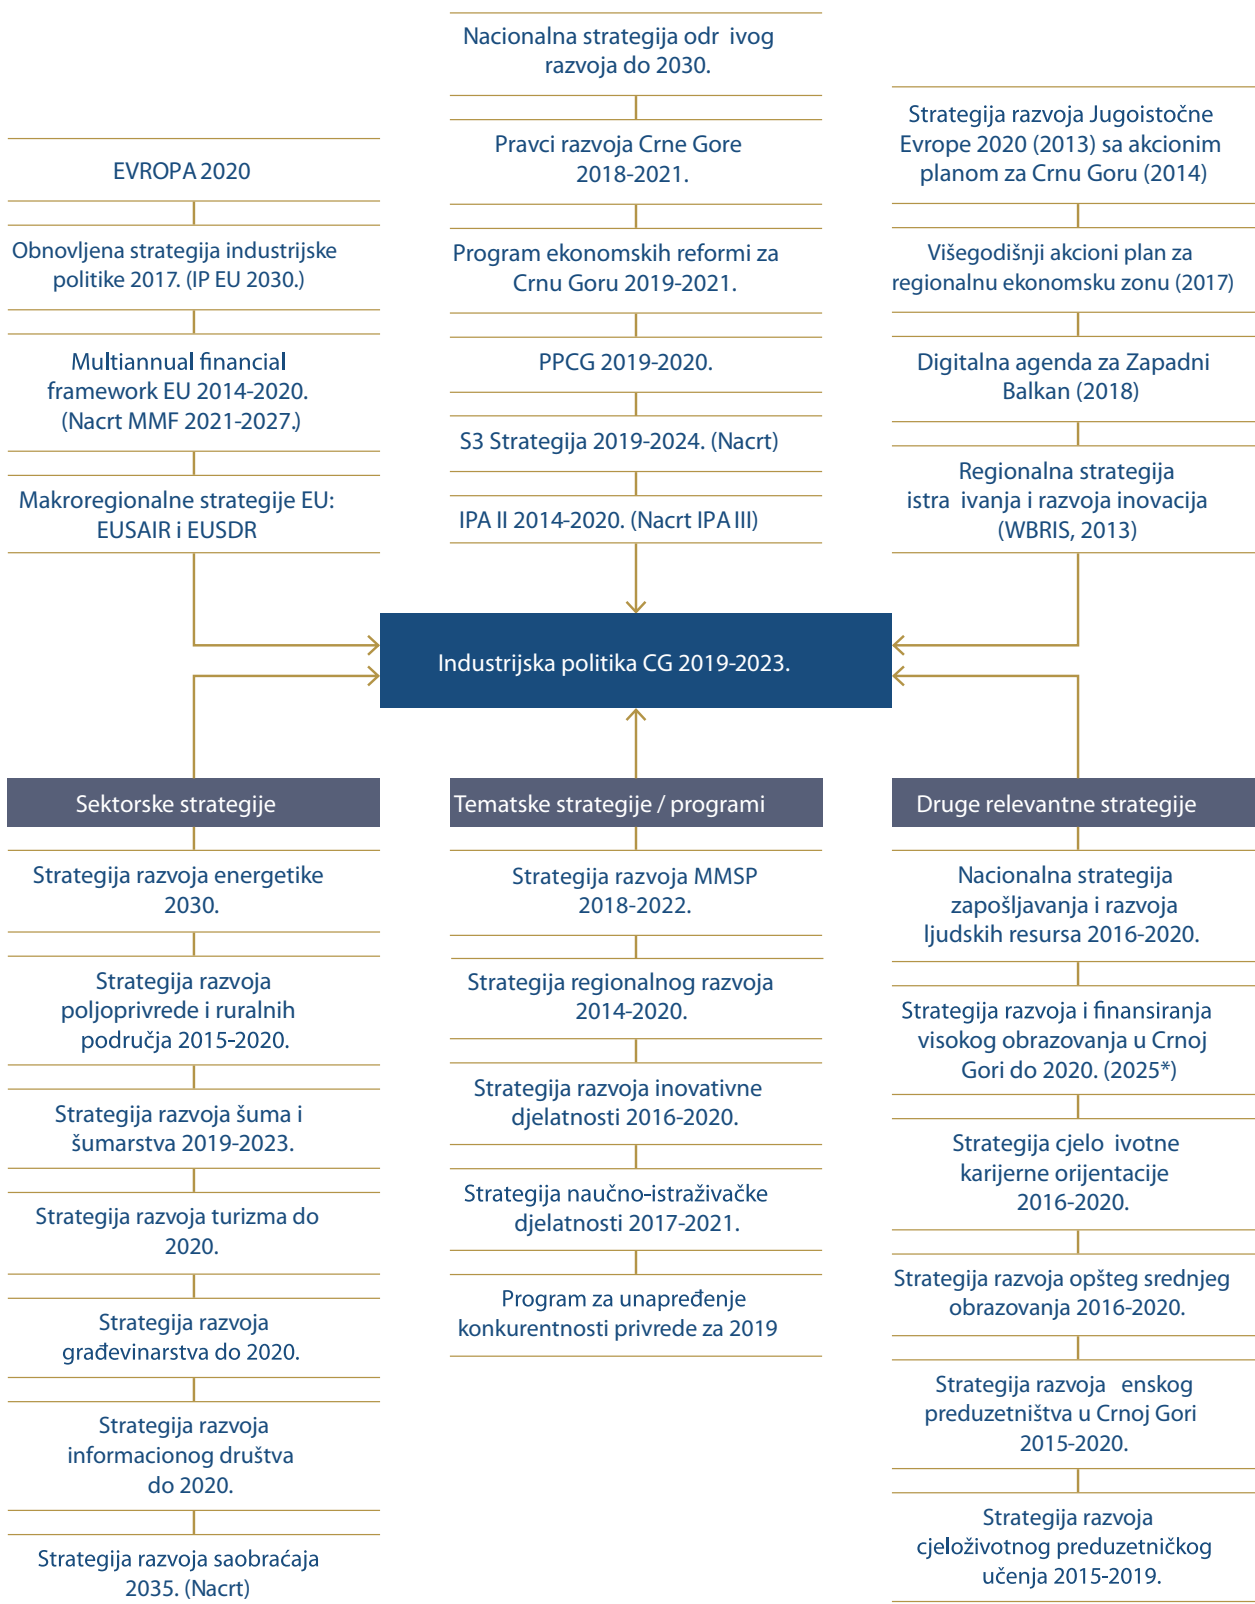 EVROPA 2020
Obnovljena strategija industrijske
politike 2017. (IP EU 2030.)
Multiannual financial
framework EU 2014-2020.
(Nacrt MMF 2021-2027.)
Makroregionalne strategije EU:
EUSAIR i EUSDR
Nacionalna strategija odr ivog
razvoja do 2030.
Pravci razvoja Crne Gore
2018-2021.
Program ekonomskih reformi za
Crnu Goru 2019-2021.
PPCG 2019-2020.
S3 Strategija 2019-2024. (Nacrt)
IPA II 2014-2020. (Nacrt IPA III)
Strategija razvoja Jugoistočne
Evrope 2020 (2013) sa akcionim
planom za Crnu Goru (2014)
Višegodišnji akcioni plan za
regionalnu ekonomsku zonu (2017)
Digitalna agenda za Zapadni
Balkan (2018)
Regionalna strategija
istra ivanja i razvoja inovacija
(WBRIS, 2013)
Industrijska politika CG 2019-2023.
Sektorske strategije
Strategija razvoja energetike
2030.
Strategija razvoja
poljoprivrede i ruralnih
područja 2015-2020.
Strategija razvoja šuma i
šumarstva 2019-2023.
Strategija razvoja turizma do
2020.
Strategija razvoja
građevinarstva do 2020.
Strategija razvoja
informacionog društva
do 2020.
Strategija razvoja saobraćaja
2035. (Nacrt)
Tematske strategije / programi
Strategija razvoja MMSP
2018-2022.
Strategija regionalnog razvoja
2014-2020.
Strategija razvoja inovativne
djelatnosti 2016-2020.
Strategija naučno-istraživačke
djelatnosti 2017-2021.
Program za unapređenje
konkurentnosti privrede za 2019
Druge relevantne strategije
Nacionalna strategija
zapošljavanja i razvoja
ljudskih resursa 2016-2020.
Strategija razvoja i finansiranja
visokog obrazovanja u Crnoj
Gori do 2020. (2025*)
Strategija cjelo ivotne
karijerne orijentacije
2016-2020.
Strategija razvoja opšteg srednjeg
obrazovanja 2016-2020.
Strategija razvoja enskog
preduzetništva u Crnoj Gori
2015-2020.
Strategija razvoja
cjeloživotnog preduzetničkog
učenja 2015-2019.